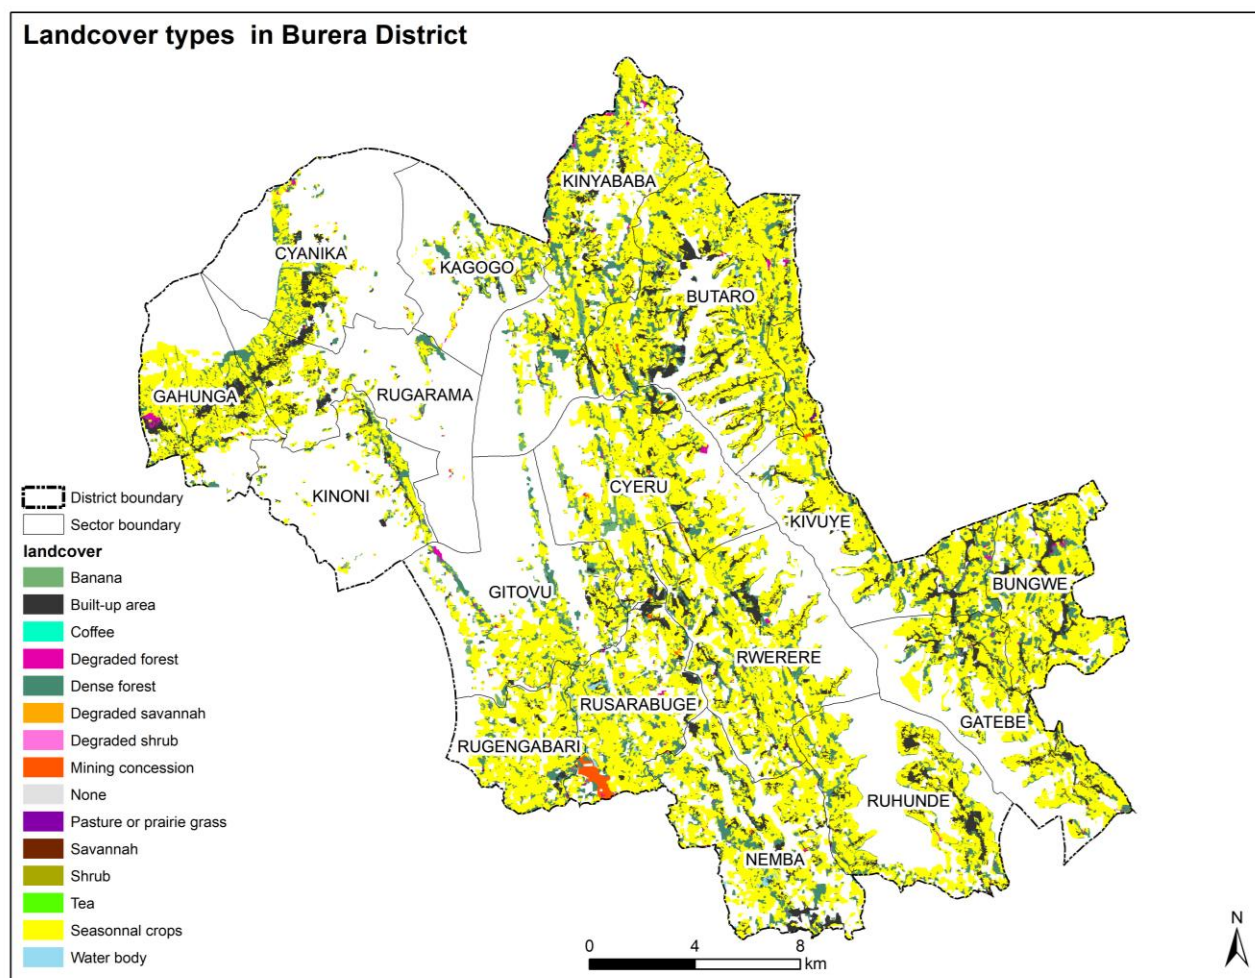 Landcover types in Burera District
KINYABABA
CYANIKA
KAGOGO
BUTARO
GAHUNGA
RUGARAMA
CYERU
KINONI
KIVUYE
GITOVU
BUNGWE
RWERERE
RUSARABUGE
GATEBE
RUGENGABARI
RUHUNDE
NEMBA
District boundary
Sector boundary
landcover
Banana
Built-up area
Coffee
Degraded forest
Dense forest
Degraded savannah
Degraded shrub
Mining concession
None
Pasture or prairie grass
Savannah
Shrub
Tea
Seasonnal crops
Water body
0 4 8
km
N